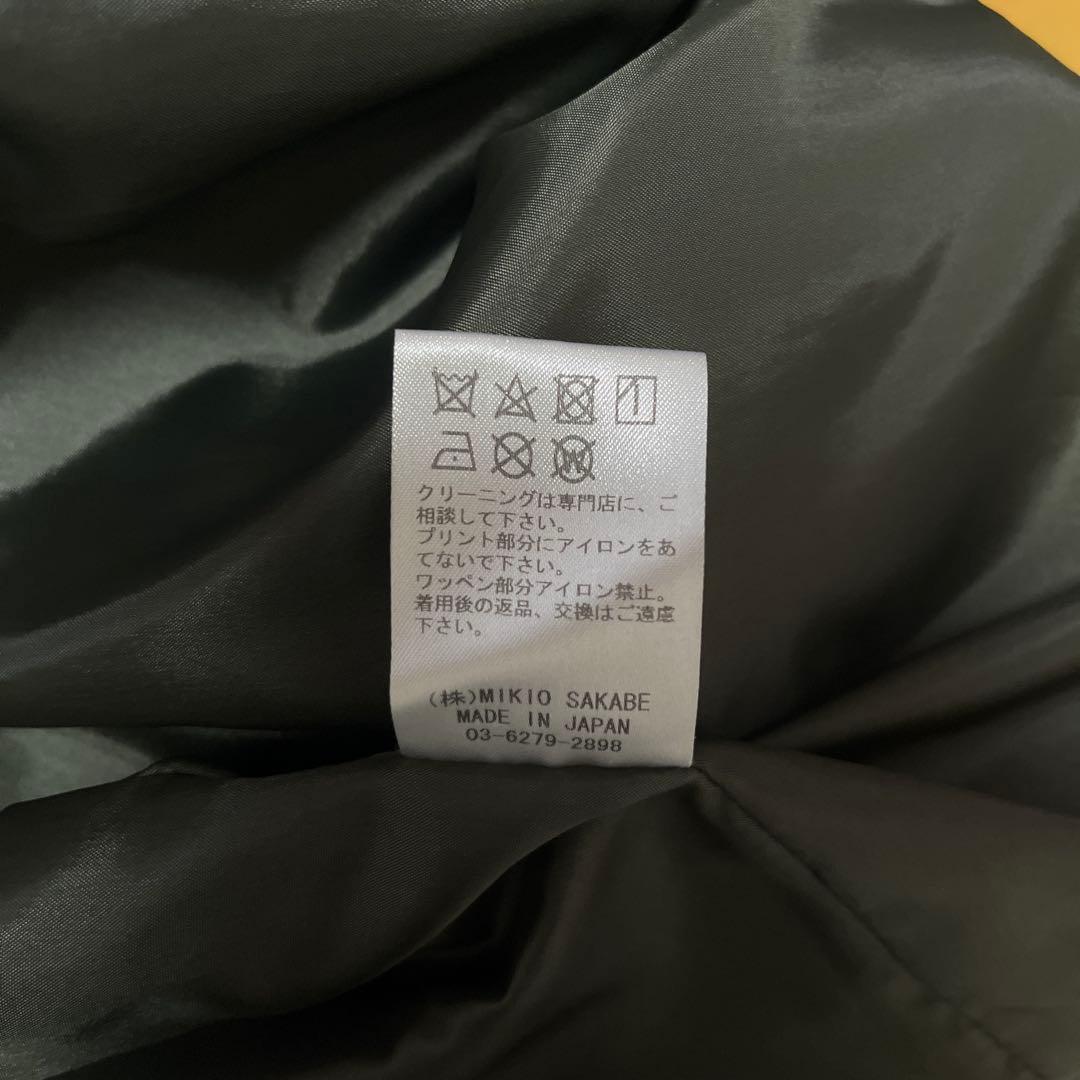 クリーニングは専門店に、ご
相談して下さい。
プリント部分にアイロンをあ
てないで下さい。
ワッペン部分アイロン禁止。
着用後の返品、交換はご遠慮
下さい。
(株)MIKIO SAKABE
MADE IN JAPAN
03-6279-2898